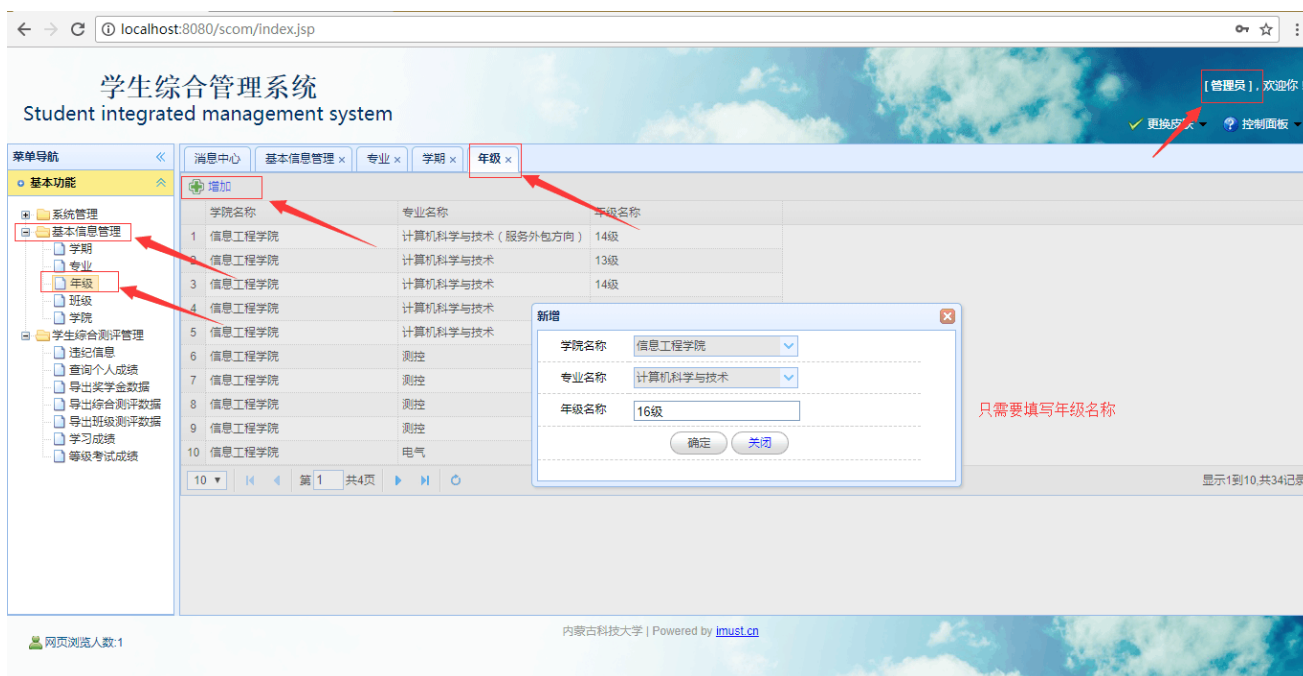 localhost:8080/scom/index.jsp
学生综合管理系统
Student integrated management system
[管理员],欢迎你!
更换皮肤 控制面板
菜单导航
基本功能
系统管理
基本信息管理
学期
专业
年级
班级
学院
学生综合测评管理
违纪信息
查询个人成绩
导出奖学金数据
导出综合测评数据
导出班级测评数据
学习成绩
等级考试成绩
消息中心 基本信息管理 × 专业 × 学期 × 年级 ×
增加
学院名称 专业名称 年级名称
1 信息工程学院 计算机科学与技术(服务外包方向) 14级
2 信息工程学院 计算机科学与技术 13级
3 信息工程学院 计算机科学与技术 14级
4 信息工程学院 计算机科学与技术
5 信息工程学院 计算机科学与技术
6 信息工程学院 测控
7 信息工程学院 测控
8 信息工程学院 测控
9 信息工程学院 测控
10 信息工程学院 电气
10 第 1 共4页
显示1到10,共34记录
新增
学院名称 信息工程学院
专业名称 计算机科学与技术
年级名称 16级
确定 关闭
只需要填写年级名称
网页浏览人数:1
内蒙古科技大学 | Powered by imust.cn